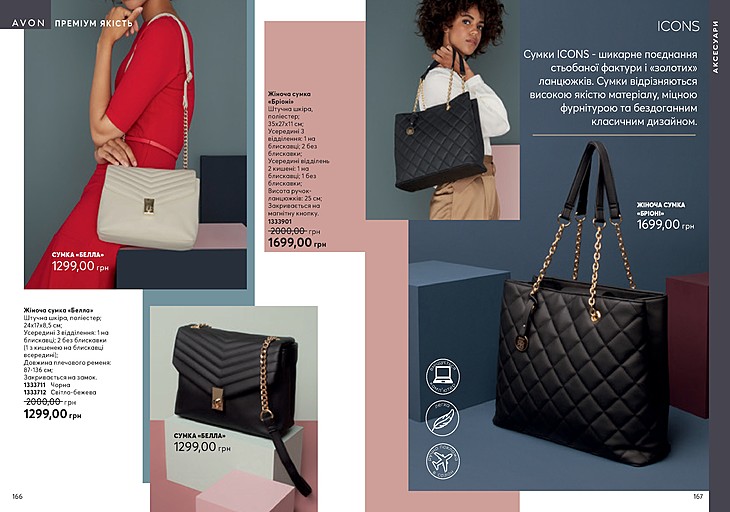 AVON ПРЕМІУМ ЯКІСТЬ
СУМКА «БЕЛЛА»
1299,00 грн
Жіноча сумка «Белла»
Штучна шкіра, поліестер;
24х17х8,5 см;
Усередині 3 відділення: 1 на
блискавці; 2 без блискавки
(1 з кишенею на блискавці
всередині);
Довжина плечового ременя:
87-136 см;
Закривається на замок.
1333711 Чорна
1333712 Світло-бежева
2000,00 грн
1299,00 грн
СУМКА «БЕЛЛА»
1299,00 грн
166
Жіноча сумка
«Бріоні»
Штучна шкіра,
поліестер;
35х27х11 см;
Усередині 3
відділення: 1 на
блискавці; 2 без
блискавки;
Усередині відділень
2 кишені: 1 на
блискавці; 1 без
блискавки;
Висота ручок-
ланцюжків: 25 см;
Закривається на
магнітну кнопку.
1333901
2000,00 грн
1699,00 грн
ICONS
Сумки ICONS - шикарне поєднання
стьобаної фактури і «золотих»
ланцюжків. Сумки відрізняються
високою якістю матеріалу, міцною
фурнітурою та бездоганним
класичним дизайном.
АКСЕСУАРИ
ЖІНОЧА СУМКА
«БРІОНІ»
1699,00 грн
ЛЕГКО
167